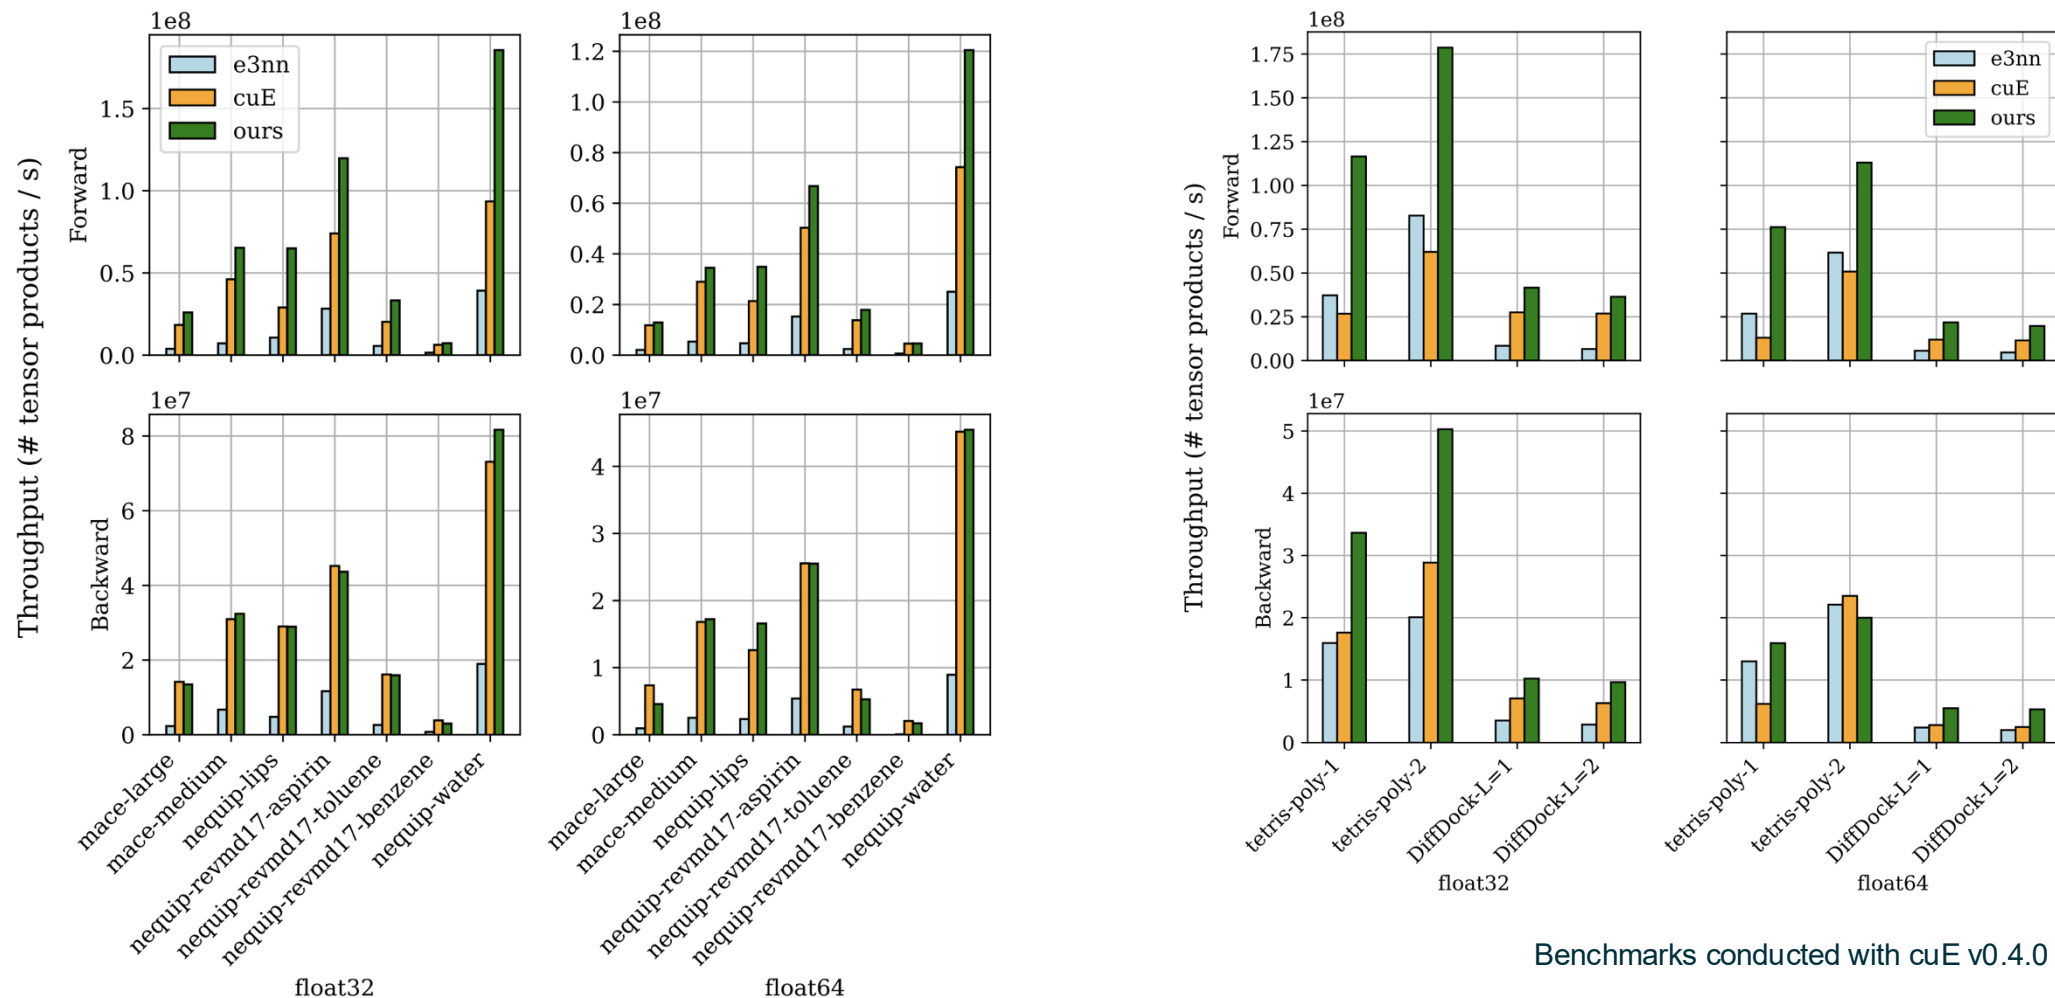 1e8
e3nn
cuE
ours
1.5
1.0
0.5
0.0
Forward
1e8
1.2
1.0
0.8
0.6
0.4
0.2
0.0
Throughput (# tensor products / s)
1e7
8
6
4
2
0
Backward
1e7
4
3
2
1
0
mace-large
mace-medium
nequip-lips
nequip-revmd17-aspirin
nequip-revmd17-toluene
nequip-revmd17-benzene
nequip-water
float32
mace-large
mace-medium
nequip-lips
nequip-revmd17-aspirin
nequip-revmd17-toluene
nequip-revmd17-benzene
nequip-water
float64
1e8
1.75
1.50
1.25
1.00
0.75
0.50
0.25
0.00
Forward
e3nn
cuE
ours
Throughput (# tensor products / s)
1e7
5
4
3
2
1
0
Backward
tetris-poly-1
tetris-poly-2
DiffDock-L=1
DiffDock-L=2
float32
tetris-poly-1
tetris-poly-2
DiffDock-L=1
DiffDock-L=2
float64
Benchmarks conducted with cuE v0.4.0